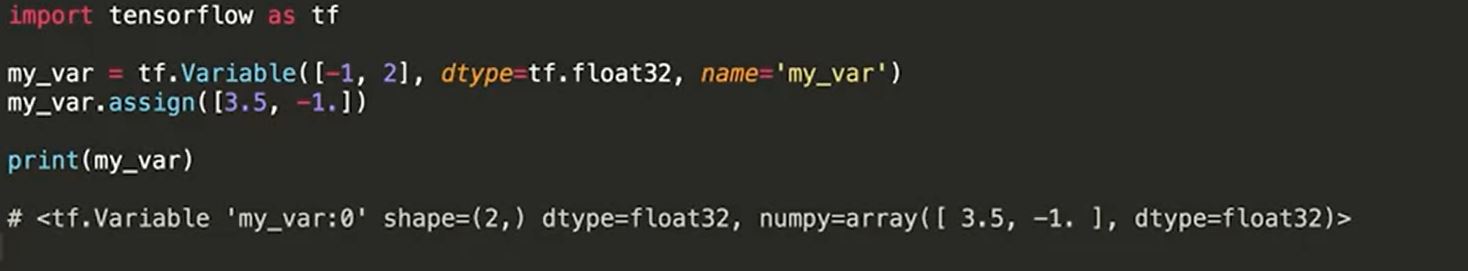 import tensorflow as tf
my_var = tf.Variable([-1, 2], dtype=tf.float32, name='my_var')
my_var.assign([3.5, -1.])
print(my_var)
# <tf.Variable 'my_var:0' shape=(2,) dtype=float32, numpy=array([ 3.5, -1. ], dtype=float32)>